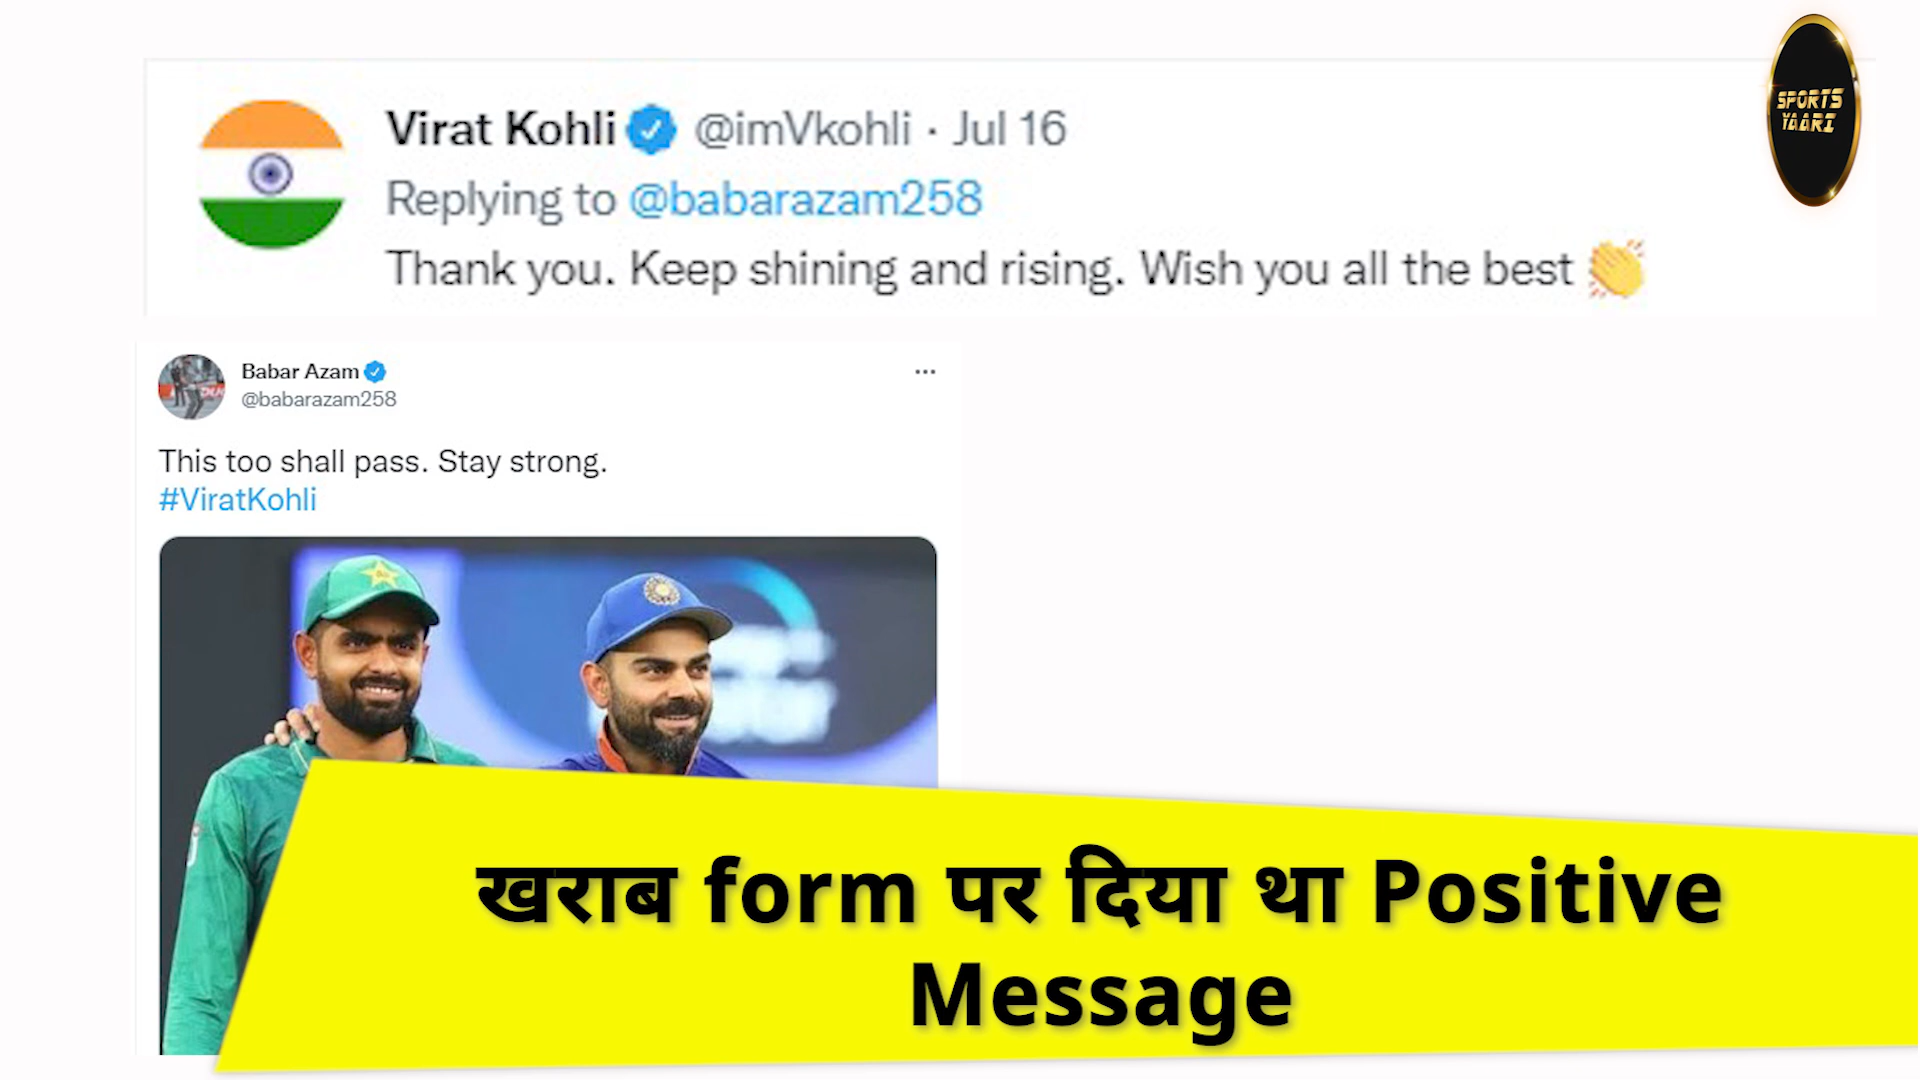 Virat Kohli @imVkohli · Jul 16
Replying to @babarazam258
Thank you. Keep shining and rising. Wish you all the best 👏
SPORTS
YAARI
Babar Azam
@babarazam258
This too shall pass. Stay strong.
#ViratKohli
खराब form पर दिया था Positive
Message